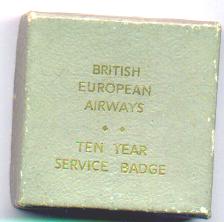 BRITISH
EUROPEAN
AIRWAYS
TEN YEAR
SERVICE BADGE